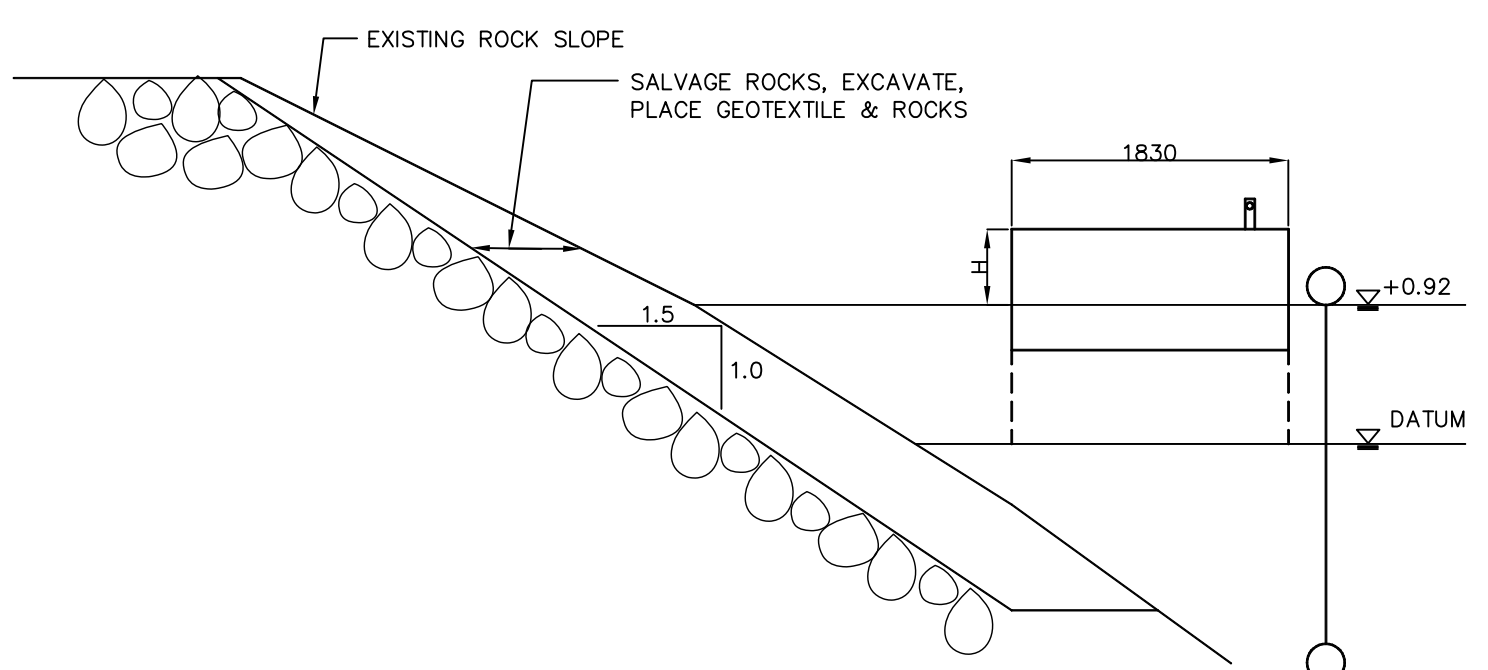 EXISTING ROCK SLOPE
SALVAGE ROCKS, EXCAVATE,
PLACE GEOTEXTILE & ROCKS
1830
H
+0.92
1.5
1.0
DATUM